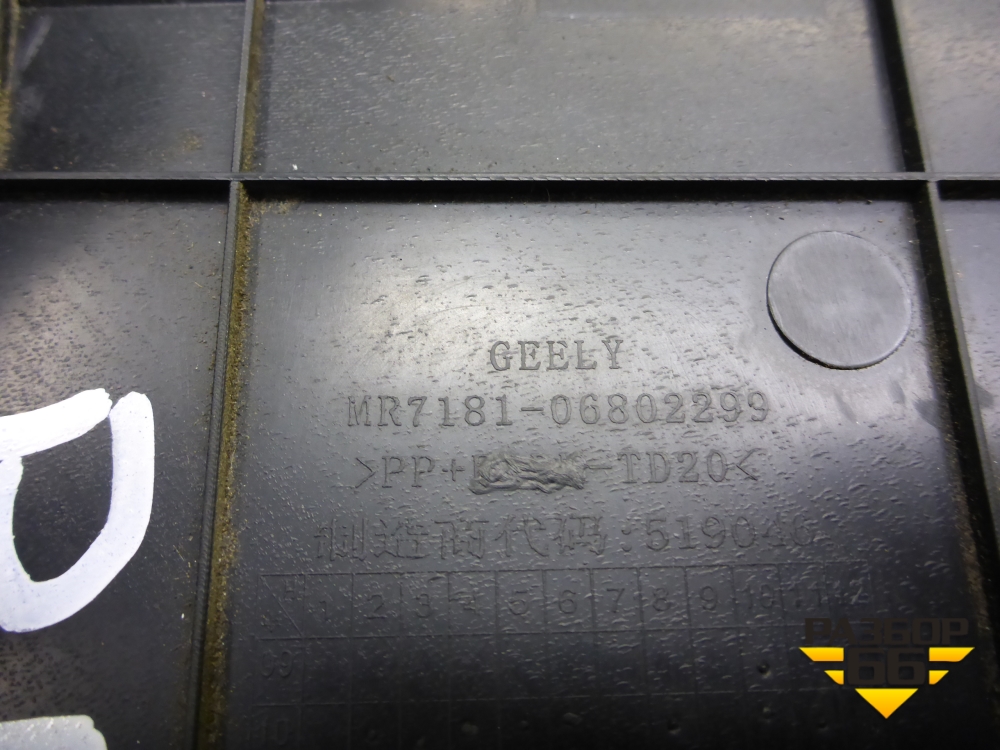 GEELY
MR7181-06802299
>PP+ -TD20<
制造商代码:519046
1 2 3 4 5 6 7 8 9 10 11 12
РАЗБОР
66